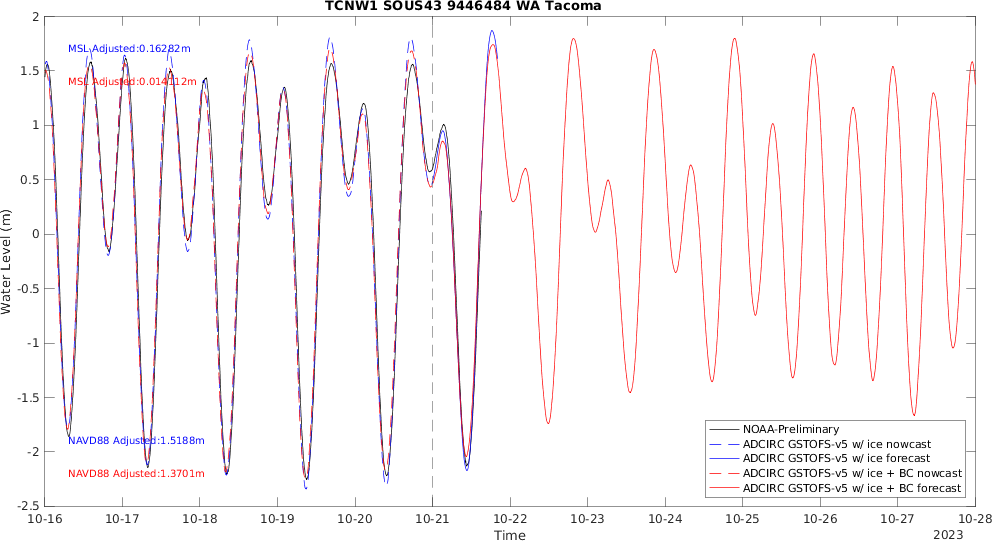 TCNW1 SOUS43 9446484 WA Tacoma
2
1.5
1
0.5
0
-0.5
-1
-1.5
-2
-2.5
Water Level (m)
MSL Adjusted:0.16282m
MSL Adjusted:0.014112m
NAVD88 Adjusted:1.5188m
NAVD88 Adjusted:1.3701m
NOAA-Preliminary
ADCIRC GSTOFS-v5 w/ ice nowcast
ADCIRC GSTOFS-v5 w/ ice forecast
ADCIRC GSTOFS-v5 w/ ice + BC nowcast
ADCIRC GSTOFS-v5 w/ ice + BC forecast
10-16 10-17 10-18 10-19 10-20 10-21 10-22 10-23 10-24 10-25 10-26 10-27 10-28
Time
2023